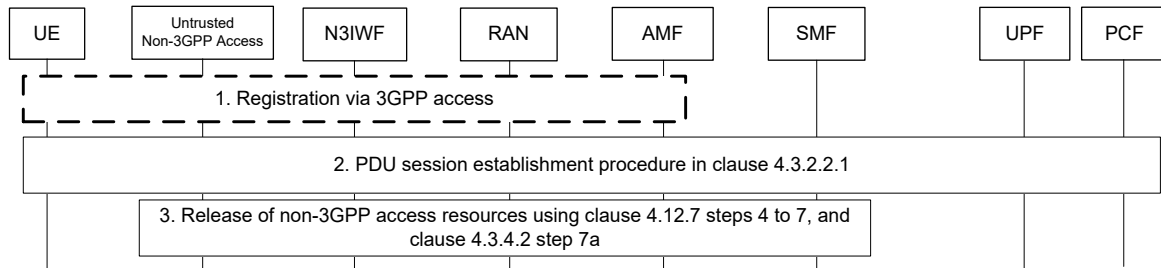 UE
Untrusted
Non-3GPP Access
N3IWF
RAN
AMF
SMF
UPF
PCF
1. Registration via 3GPP access
2. PDU session establishment procedure in clause 4.3.2.2.1
3. Release of non-3GPP access resources using clause 4.12.7 steps 4 to 7, and
clause 4.3.4.2 step 7a